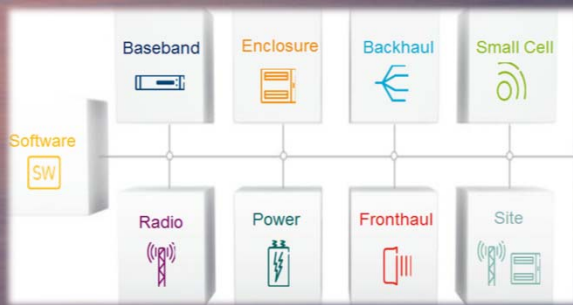 Baseband
Enclosure
Backhaul
Small Cell
Software
SW
Radio
Power
Fronthaul
Site